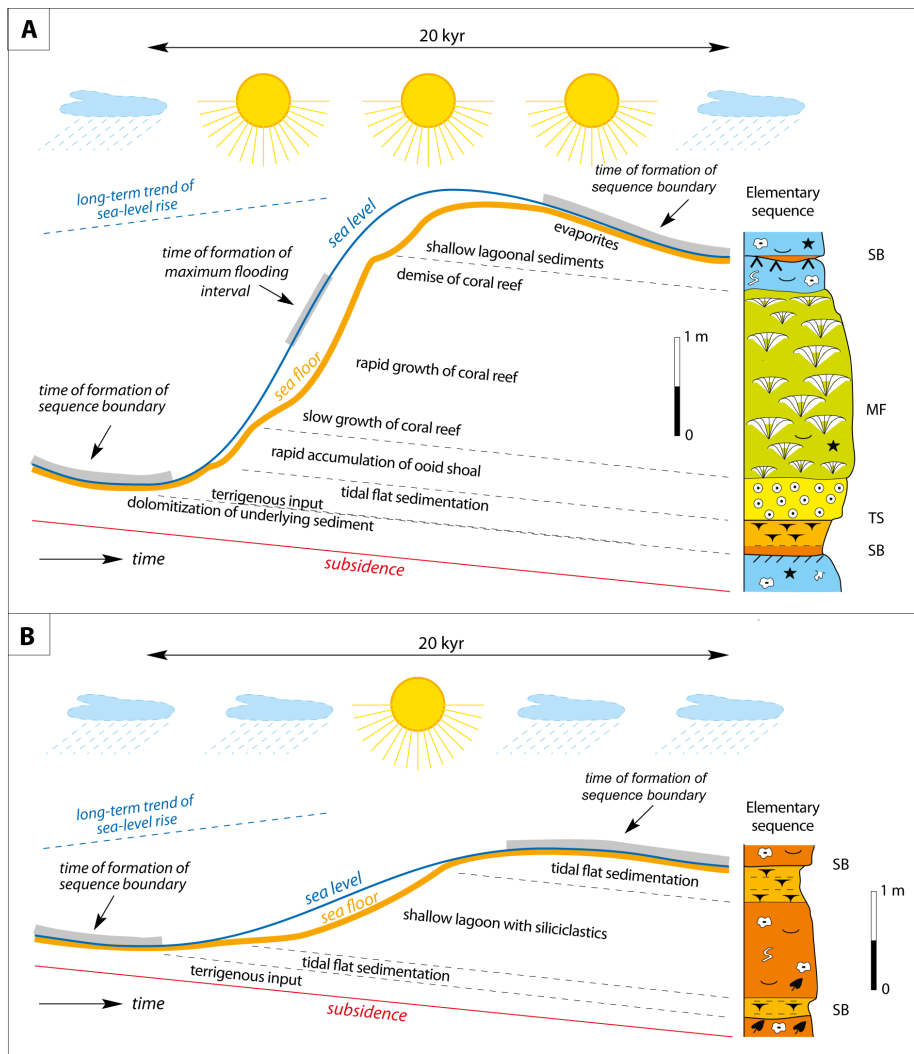 A
20 kyr
long-term trend of
sea-level rise
time of formation of
sequence boundary
Elementary
sequence
sea level
evaporites
time of formation of
maximum flooding
interval
shallow lagoonal sediments
demise of coral reef
SB
1 m
0
sea floor
rapid growth of coral reef
MF
time of formation of
sequence boundary
slow growth of coral reef
rapid accumulation of ooid shoal
tidal flat sedimentation
terrigenous input
dolomitization of underlying sediment
TS
SB
time
subsidence
B
20 kyr
long-term trend of
sea-level rise
time of formation of
sequence boundary
Elementary
sequence
time of formation of
sequence boundary
tidal flat sedimentation
SB
sea level
sea floor
shallow lagoon with siliciclastics
1 m
0
tidal flat sedimentation
terrigenous input
SB
time
subsidence